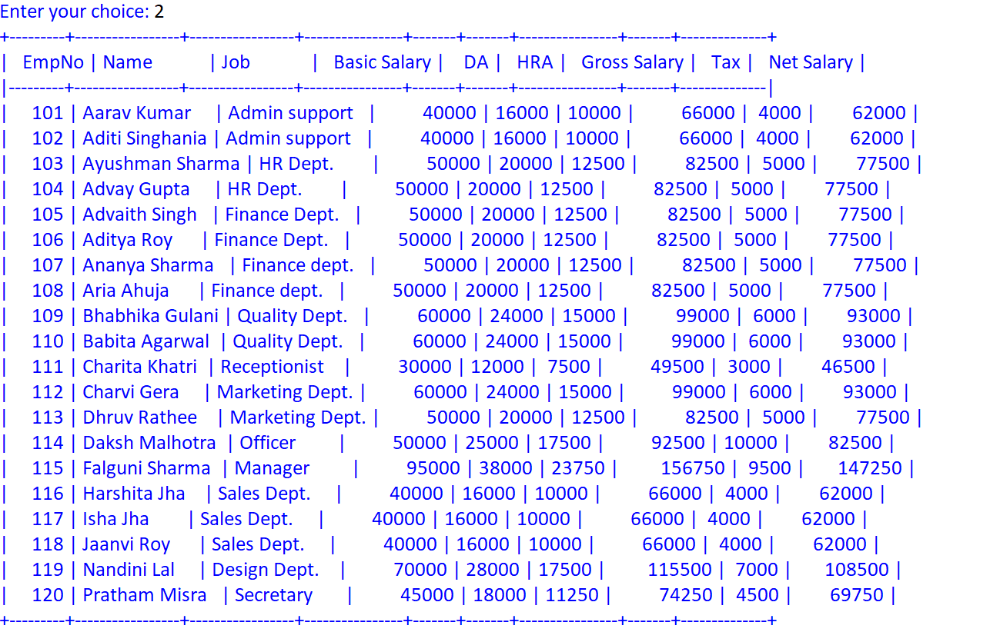 Enter your choice: 2
+---------+-----------------+-----------------+----------------+-------+-------+----------------+-------+--------------+
|   EmpNo | Name            | Job             |   Basic Salary |    DA |   HRA |   Gross Salary |   Tax |   Net Salary |
|---------+-----------------+-----------------+----------------+-------+-------+----------------+-------+--------------|
|     101 | Aarav Kumar     | Admin support   |          40000 | 16000 | 10000 |          66000 |  4000 |        62000 |
|     102 | Aditi Singhania | Admin support   |          40000 | 16000 | 10000 |          66000 |  4000 |        62000 |
|     103 | Ayushman Sharma | HR Dept.        |          50000 | 20000 | 12500 |          82500 |  5000 |        77500 |
|     104 | Advay Gupta     | HR Dept.        |          50000 | 20000 | 12500 |          82500 |  5000 |        77500 |
|     105 | Advaith Singh   | Finance Dept.   |          50000 | 20000 | 12500 |          82500 |  5000 |        77500 |
|     106 | Aditya Roy      | Finance Dept.   |          50000 | 20000 | 12500 |          82500 |  5000 |        77500 |
|     107 | Ananya Sharma   | Finance dept.   |          50000 | 20000 | 12500 |          82500 |  5000 |        77500 |
|     108 | Aria Ahuja      | Finance dept.   |          50000 | 20000 | 12500 |          82500 |  5000 |        77500 |
|     109 | Bhabhika Gulani | Quality Dept.   |          60000 | 24000 | 15000 |          99000 |  6000 |        93000 |
|     110 | Babita Agarwal  | Quality Dept.   |          60000 | 24000 | 15000 |          99000 |  6000 |        93000 |
|     111 | Charita Khatri  | Receptionist    |          30000 | 12000 |  7500 |          49500 |  3000 |        46500 |
|     112 | Charvi Gera     | Marketing Dept. |          60000 | 24000 | 15000 |          99000 |  6000 |        93000 |
|     113 | Dhruv Rathee    | Marketing Dept. |          50000 | 20000 | 12500 |          82500 |  5000 |        77500 |
|     114 | Daksh Malhotra  | Officer         |          50000 | 25000 | 17500 |          92500 | 10000 |        82500 |
|     115 | Falguni Sharma  | Manager         |          95000 | 38000 | 23750 |         156750 |  9500 |       147250 |
|     116 | Harshita Jha    | Sales Dept.     |          40000 | 16000 | 10000 |          66000 |  4000 |        62000 |
|     117 | Isha Jha        | Sales Dept.     |          40000 | 16000 | 10000 |          66000 |  4000 |        62000 |
|     118 | Jaanvi Roy      | Sales Dept.     |          40000 | 16000 | 10000 |          66000 |  4000 |        62000 |
|     119 | Nandini Lal     | Design Dept.    |          70000 | 28000 | 17500 |         115500 |  7000 |       108500 |
|     120 | Pratham Misra   | Secretary       |          45000 | 18000 | 11250 |          74250 |  4500 |        69750 |
+---------+-----------------+-----------------+----------------+-------+-------+----------------+-------+--------------+